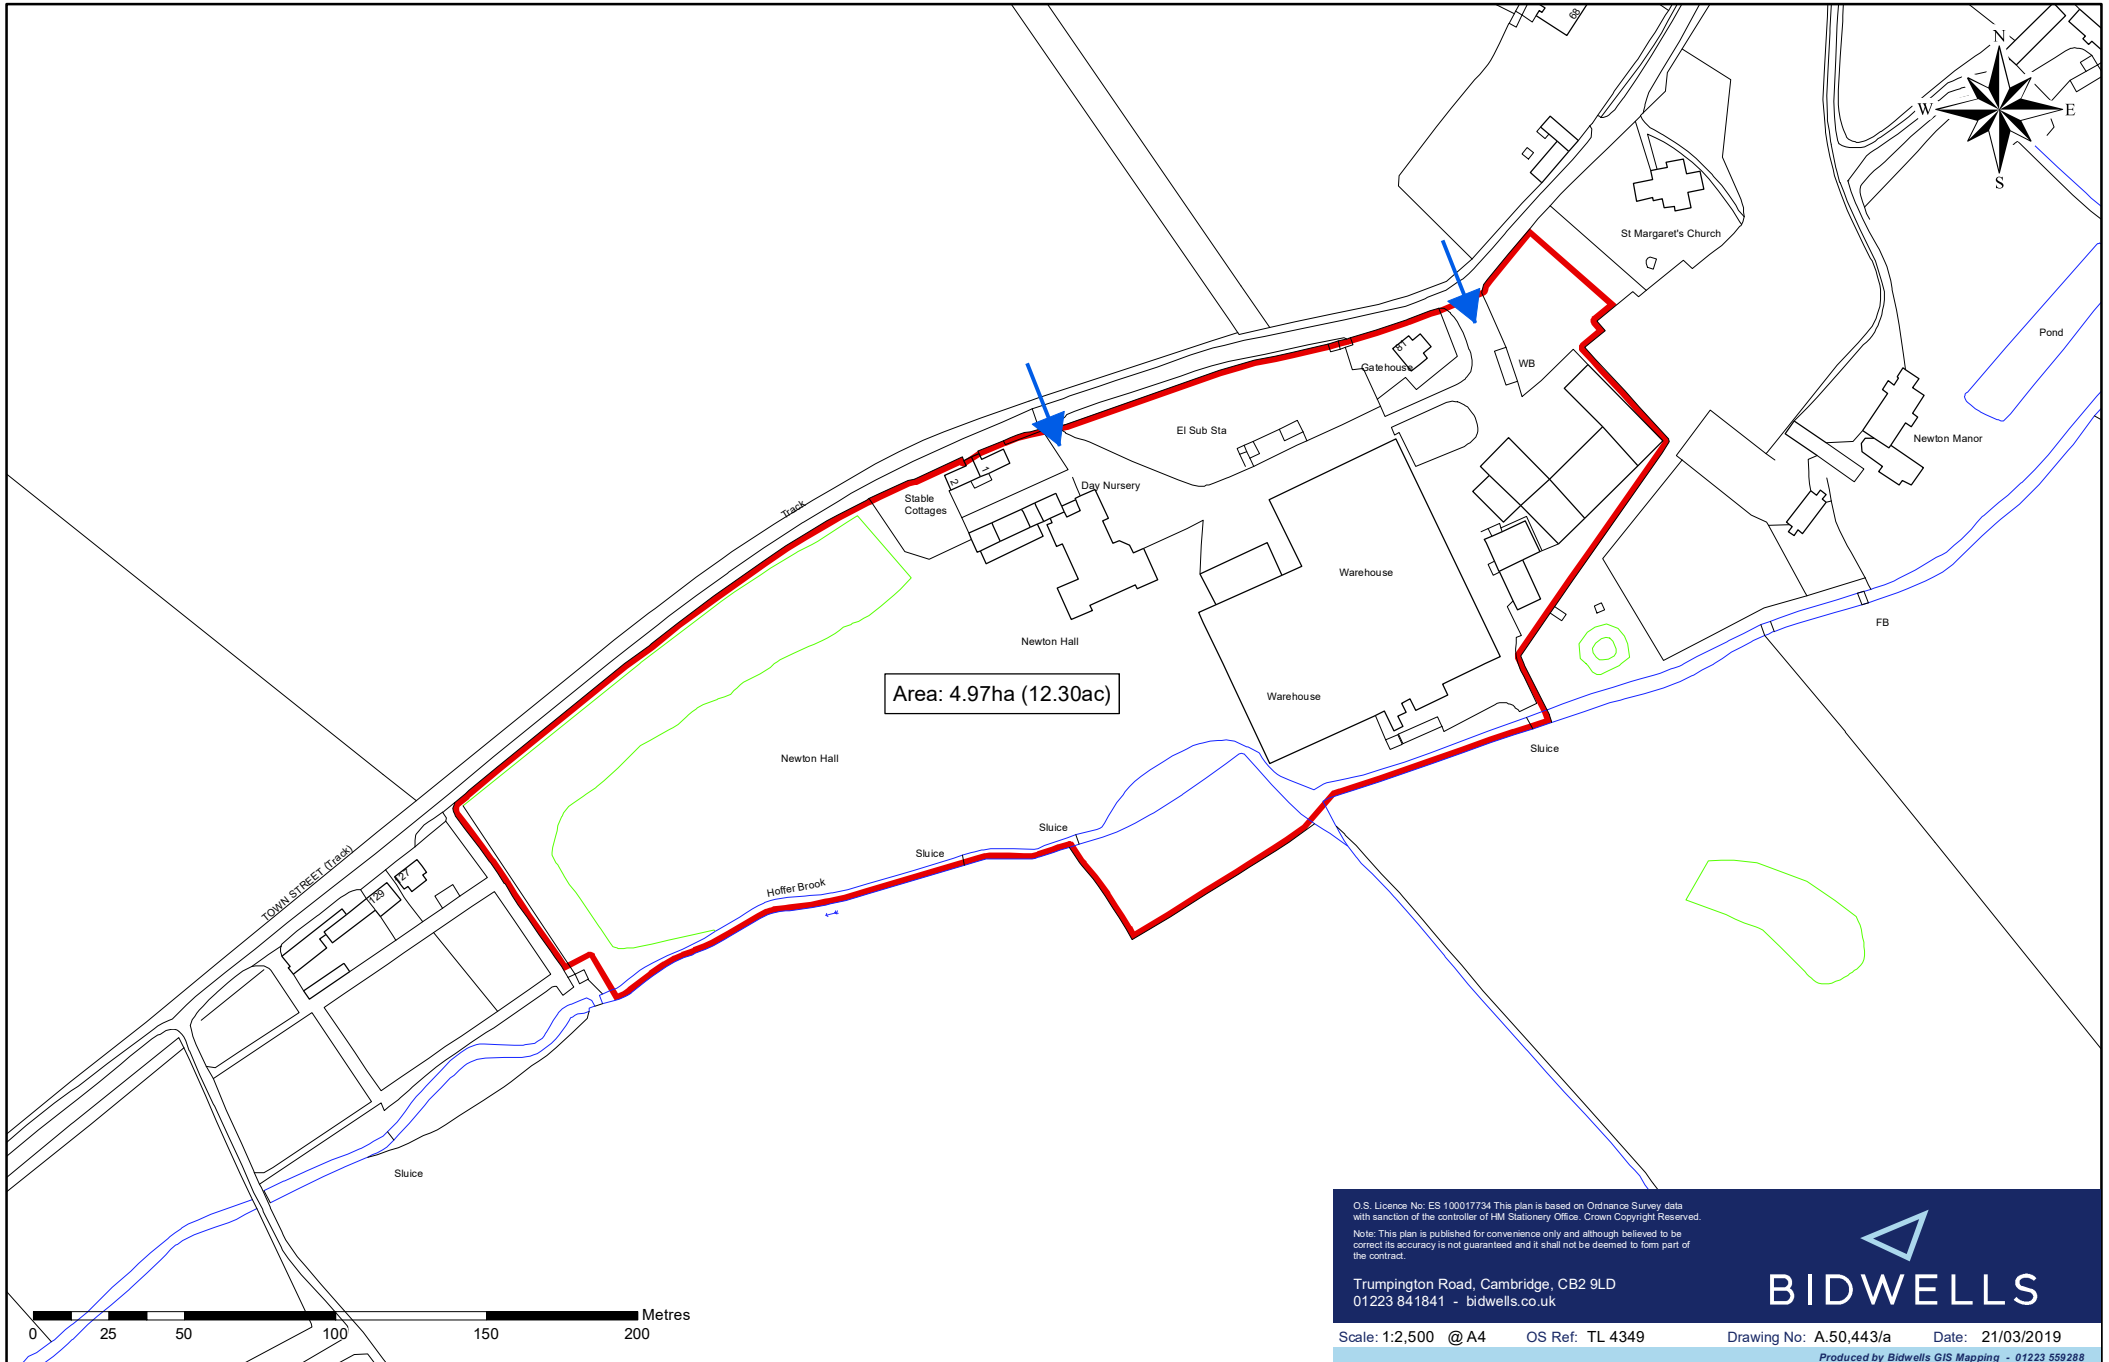 68
N
W
E
S
St Margaret's Church
Pond
81
Gatehouse
WB
El Sub Sta
Newton Manor
1
2
Stable
Cottages
Day Nursery
Track
Warehouse
FB
Newton Hall
Area: 4.97ha (12.30ac)
Warehouse
Sluice
Newton Hall
Sluice
Sluice
Hoffer Brook
TOWN STREET (Track)
127
129
Sluice
Metres
0 25 50 100 150 200
O.S. Licence No: ES 100017734 This plan is based on Ordnance Survey data
with sanction of the controller of HM Stationery Office. Crown Copyright Reserved.
Note: This plan is published for convenience only and although believed to be
correct its accuracy is not guaranteed and it shall not be deemed to form part of
the contract.
Trumpington Road, Cambridge, CB2 9LD
01223 841841 - bidwells.co.uk
BIDWELLS
Scale: 1:2,500 @ A4 OS Ref: TL 4349 Drawing No: A.50,443/a Date: 21/03/2019
Produced by Bidwells GIS Mapping - 01223 559288